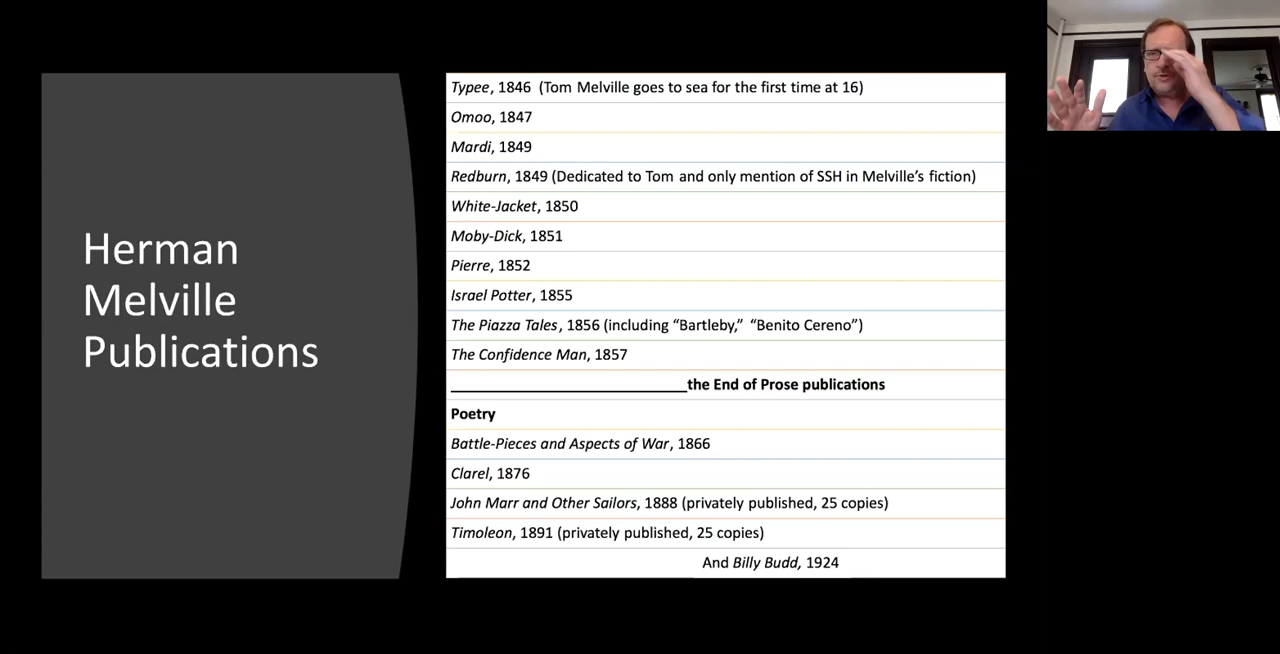 Herman
Melville
Publications
Typee, 1846 (Tom Melville goes to sea for the first time at 16)
Omoo, 1847
Mardi, 1849
Redburn, 1849 (Dedicated to Tom and only mention of SSH in Melville’s fiction)
White-Jacket, 1850
Moby-Dick, 1851
Pierre, 1852
Israel Potter, 1855
The Piazza Tales, 1856 (including “Bartleby,” “Benito Cereno”)
The Confidence Man, 1857
____________________________the End of Prose publications
Poetry
Battle-Pieces and Aspects of War, 1866
Clarel, 1876
John Marr and Other Sailors, 1888 (privately published, 25 copies)
Timoleon, 1891 (privately published, 25 copies)
And Billy Budd, 1924